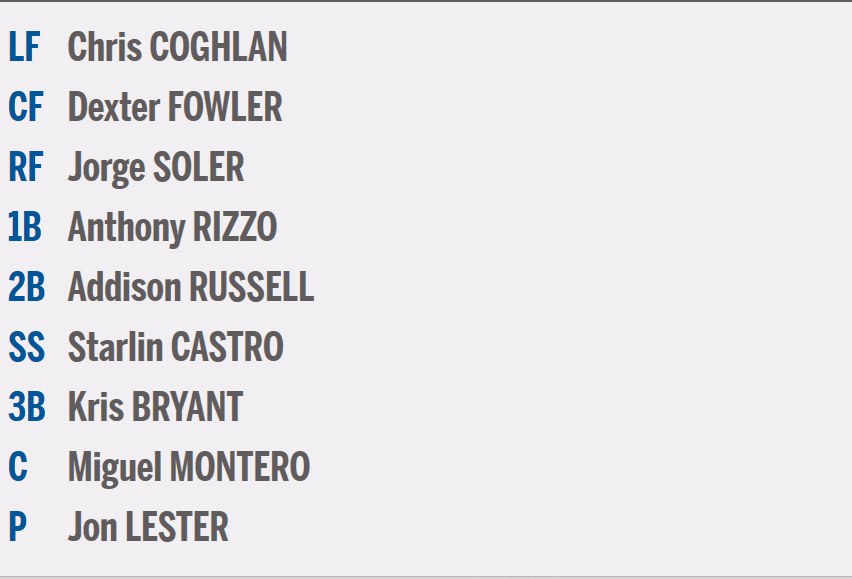 LF Chris COGHLAN
CF Dexter FOWLER
RF Jorge SOLER
1B Anthony RIZZO
2B Addison RUSSELL
SS Starlin CASTRO
3B Kris BRYANT
C Miguel MONTERO
P Jon LESTER